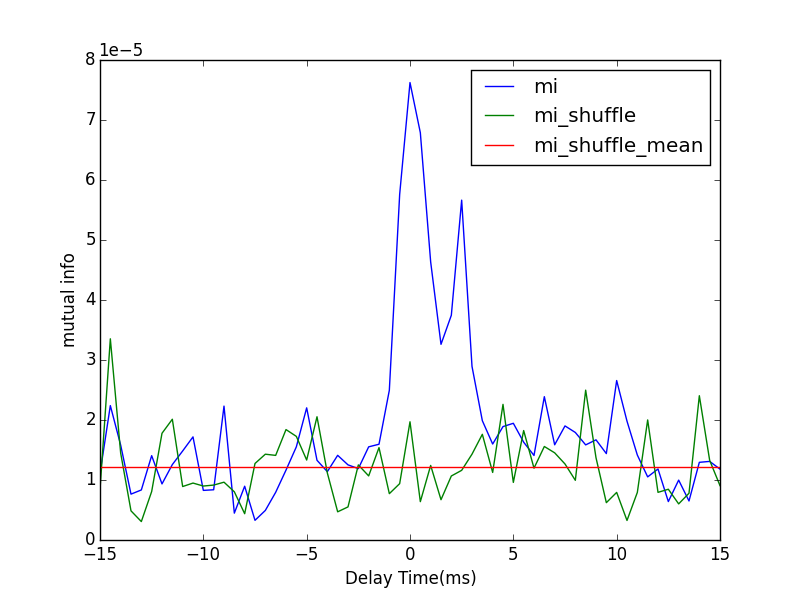 1e−5
8
7
6
5
4
3
2
1
0
mutual info
−15
−10
−5
0
5
10
15
Delay Time(ms)
mi
mi_shuffle
mi_shuffle_mean